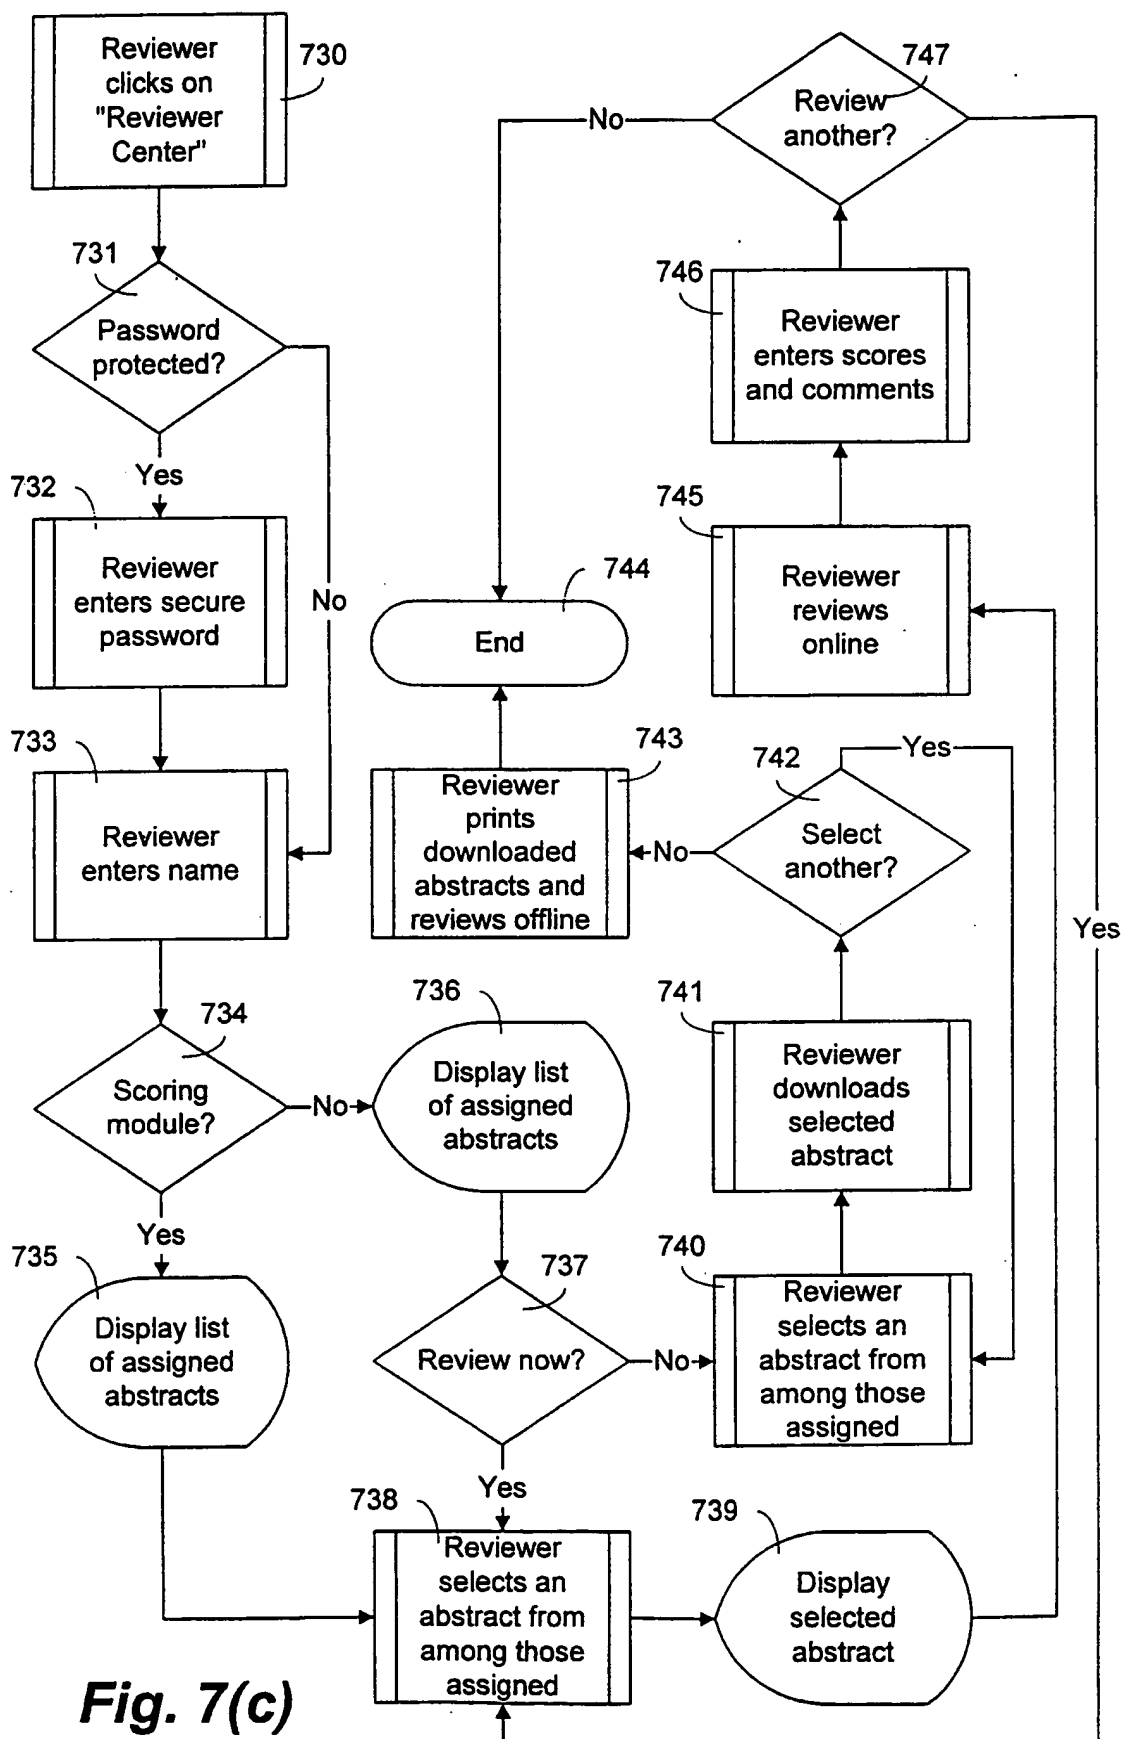 Reviewer
clicks on
"Reviewer
Center"
730
731
Password
protected?
Yes
No
732
Reviewer
enters secure
password
733
Reviewer
enters name
734
Scoring
module?
No
Yes
735
Display list
of assigned
abstracts
736
Display list
of assigned
abstracts
737
Review now?
No
Yes
738
Reviewer
selects an
abstract from
among those
assigned
739
Display
selected
abstract
740
Reviewer
selects an
abstract from
among those
assigned
741
Reviewer
downloads
selected
abstract
742
Select
another?
Yes
No
743
Reviewer
prints
downloaded
abstracts and
reviews offline
744
End
745
Reviewer
reviews
online
746
Reviewer
enters scores
and comments
747
Review
another?
No
Yes
Fig. 7(c)